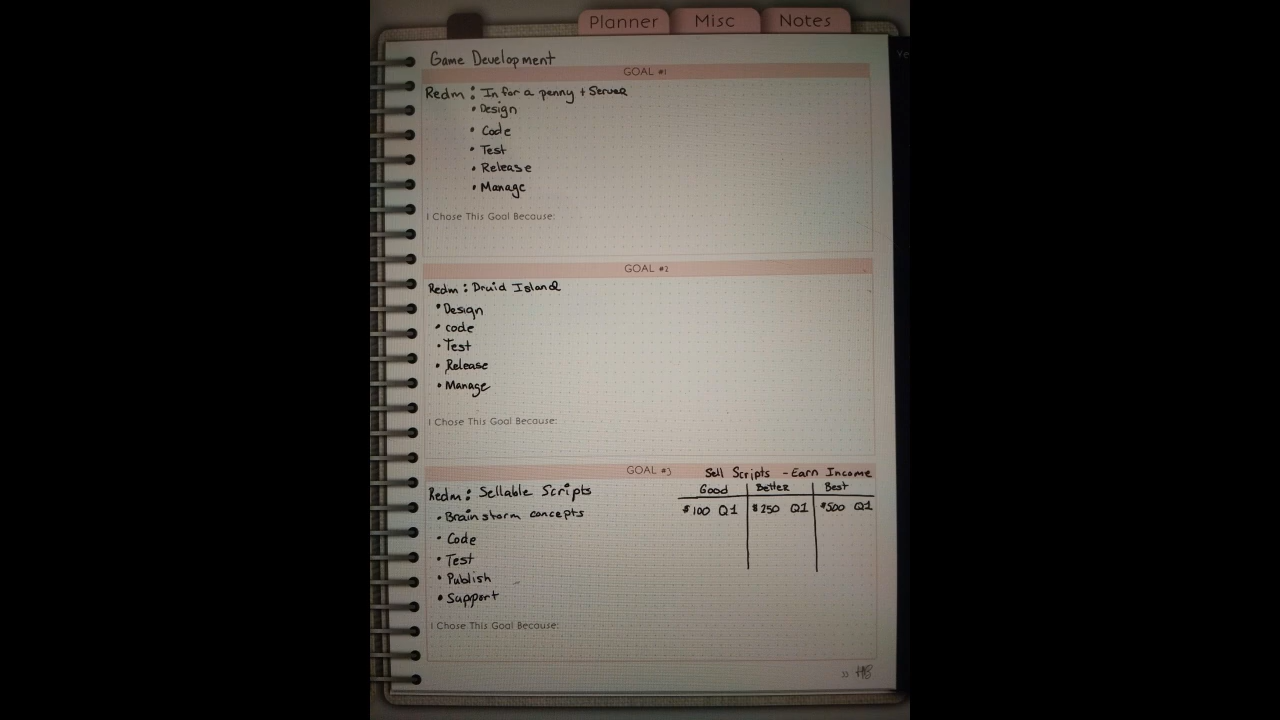 Planner Misc Notes
Ye
Game Development
GOAL #1
Redm: In for a penny + Server
• Design
• Code
• Test
• Release
• Manage
I Chose This Goal Because:
GOAL #2
Redm: Druid Island
• Design
• code
• Test
• Release
• Manage
I Chose This Goal Because:
GOAL #3 Sell Scripts - Earn Income
Good Better Best
Redm: Sellable Scripts
$100 Q1 $250 Q1 $500 Q1
• Brainstorm concepts
• Code
• Test
• Publish
• Support
I Chose This Goal Because: